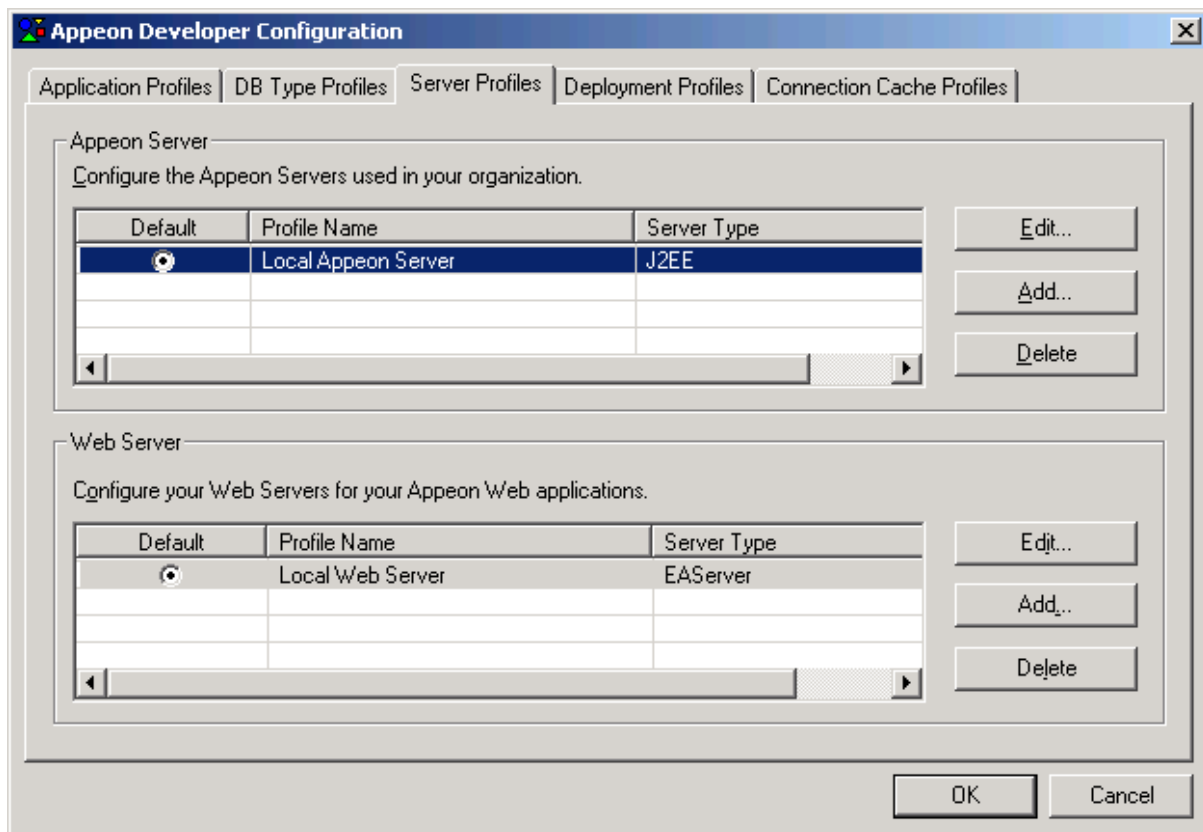 Appeon Developer Configuration
Application Profiles DB Type Profiles Server Profiles Deployment Profiles Connection Cache Profiles
Appeon Server
Configure the Appeon Servers used in your organization.
Default Profile Name Server Type
Local Appeon Server J2EE
Edit...
Add...
Delete
Web Server
Configure your Web Servers for your Appeon Web applications.
Default Profile Name Server Type
Local Web Server EAServer
Edit...
Add...
Delete
OK Cancel